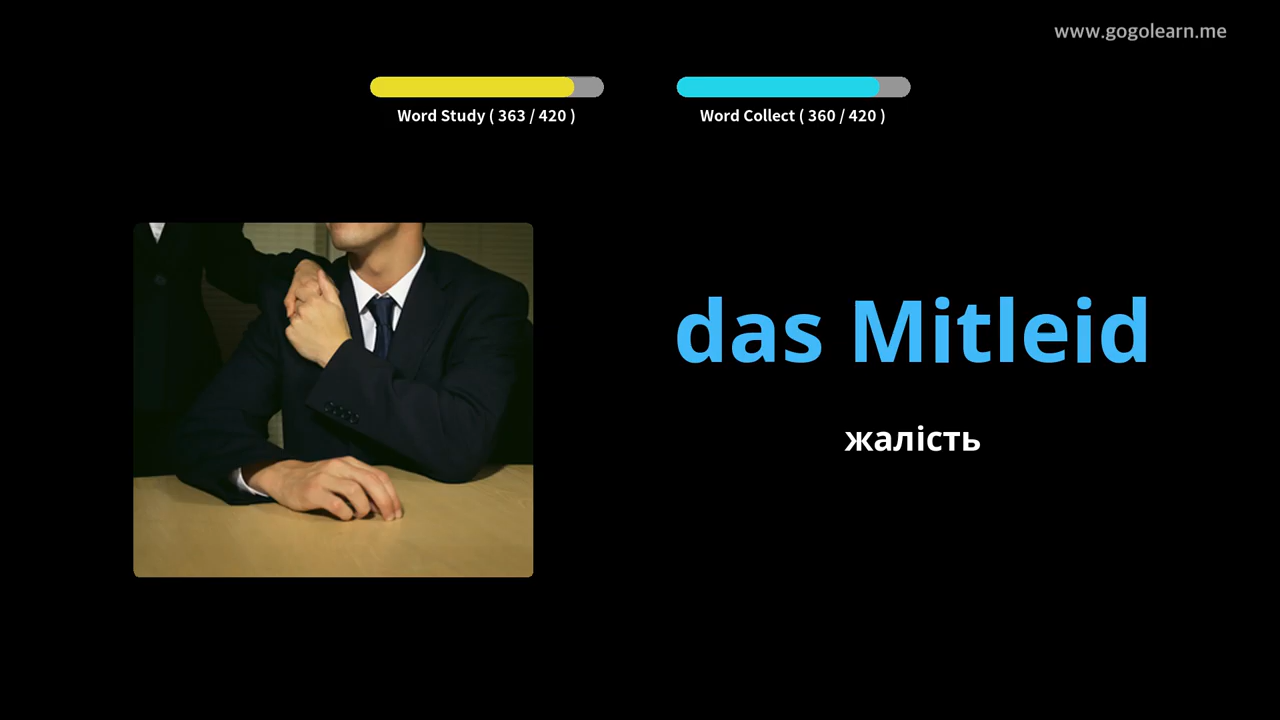 www.gogolearn.me
Word Study ( 363 / 420 )
Word Collect ( 360 / 420 )
das Mitleid
жалість